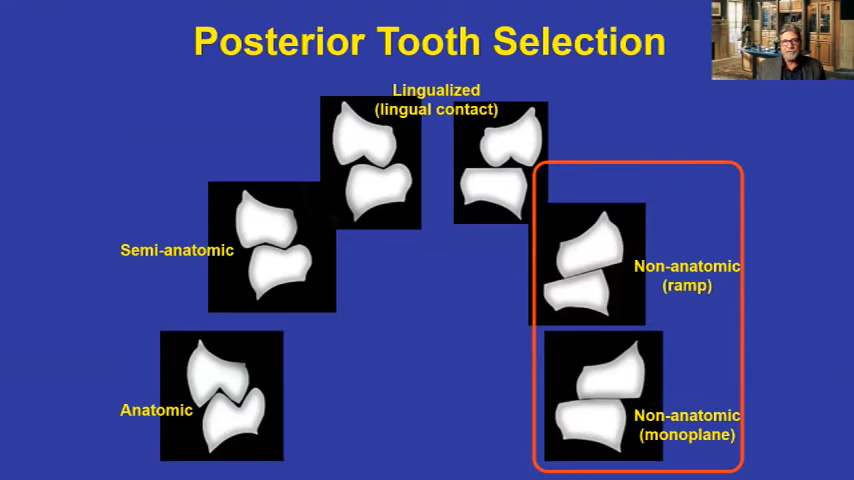 Posterior Tooth Selection
Lingualized
(lingual contact)
Semi-anatomic
Non-anatomic
(ramp)
Anatomic
Non-anatomic
(monoplane)